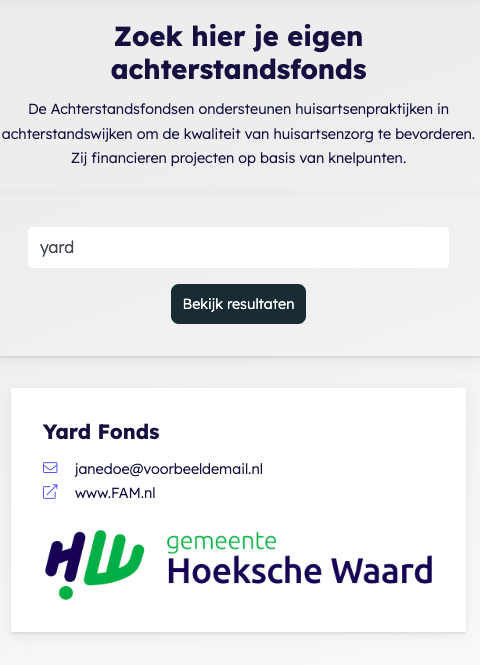 Zoek hier je eigen
achterstandsfonds
De Achterstandsfondsen ondersteunen huisartsenpraktijken in
achterstandswijken om de kwaliteit van huisartsenzorg te bevorderen.
Zij financieren projecten op basis van knelpunten.
yard
Bekijk resultaten
Yard Fonds
janedoe@voorbeeldemail.nl
www.FAM.nl
HW
gemeente
Hoeksche Waard